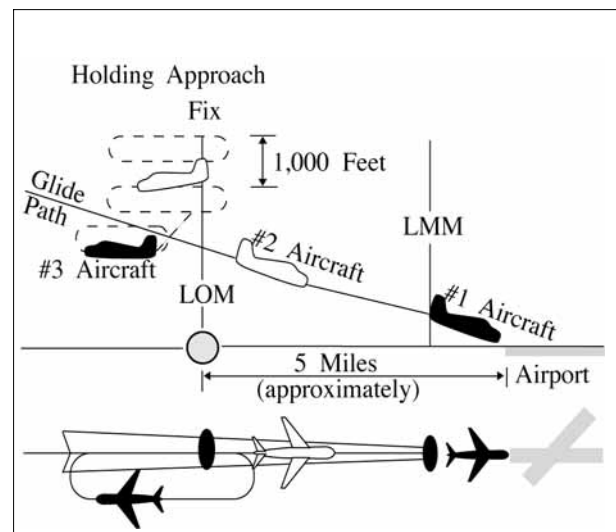 Holding Approach
Fix
1,000 Feet
Glide
Path
LMM
#2 Aircraft
#3 Aircraft
LOM
#1 Aircraft
5 Miles
(approximately)
Airport